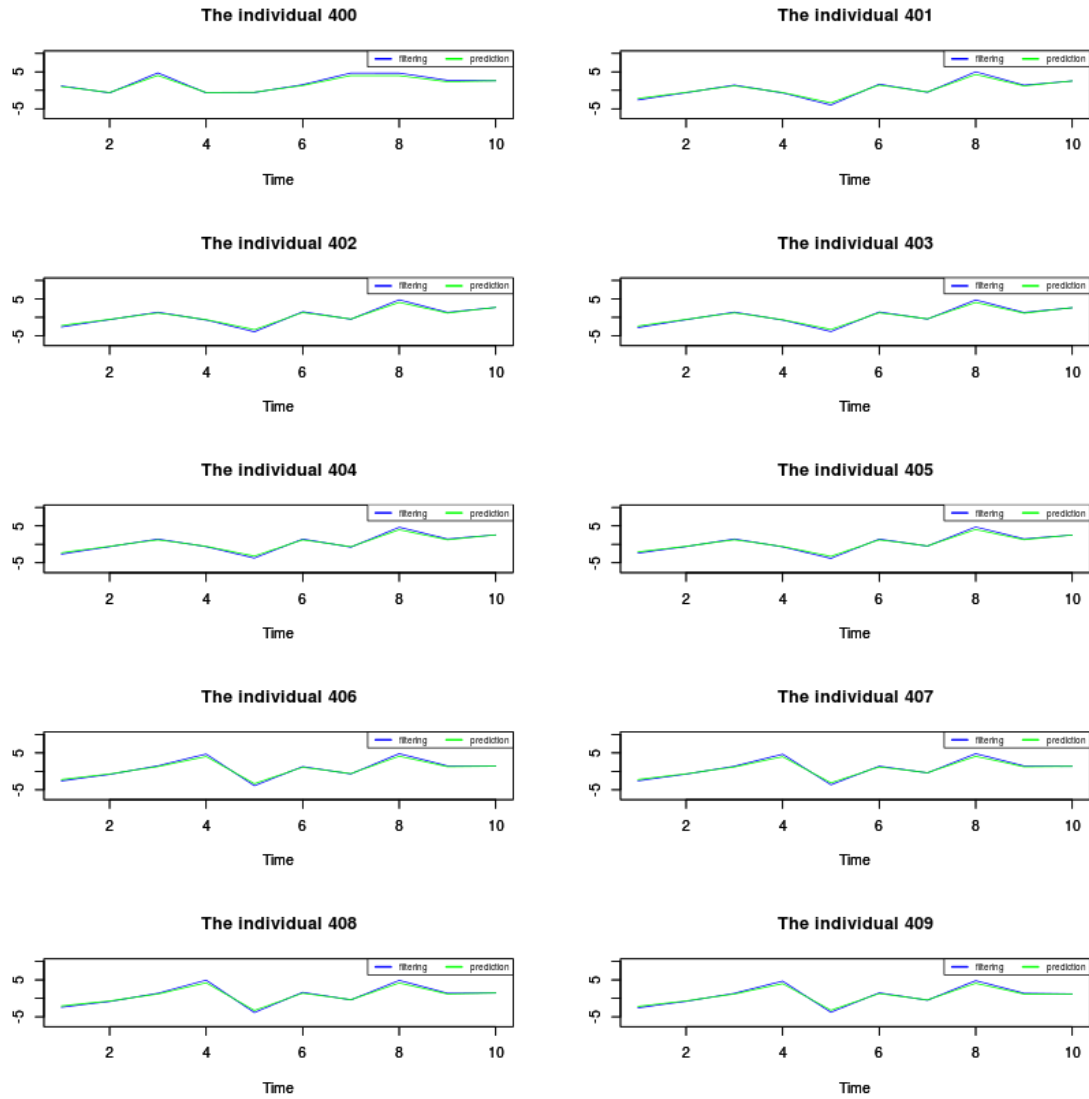 The individual 400
The individual 401
filtering prediction
filtering prediction
5
-5
5
-5
2 4 6 8 10
2 4 6 8 10
Time
Time
The individual 402
The individual 403
filtering prediction
filtering prediction
5
-5
5
-5
2 4 6 8 10
2 4 6 8 10
Time
Time
The individual 404
The individual 405
filtering prediction
filtering prediction
5
-5
5
-5
2 4 6 8 10
2 4 6 8 10
Time
Time
The individual 406
The individual 407
filtering prediction
filtering prediction
5
-5
5
-5
2 4 6 8 10
2 4 6 8 10
Time
Time
The individual 408
The individual 409
filtering prediction
filtering prediction
5
-5
5
-5
2 4 6 8 10
2 4 6 8 10
Time
Time